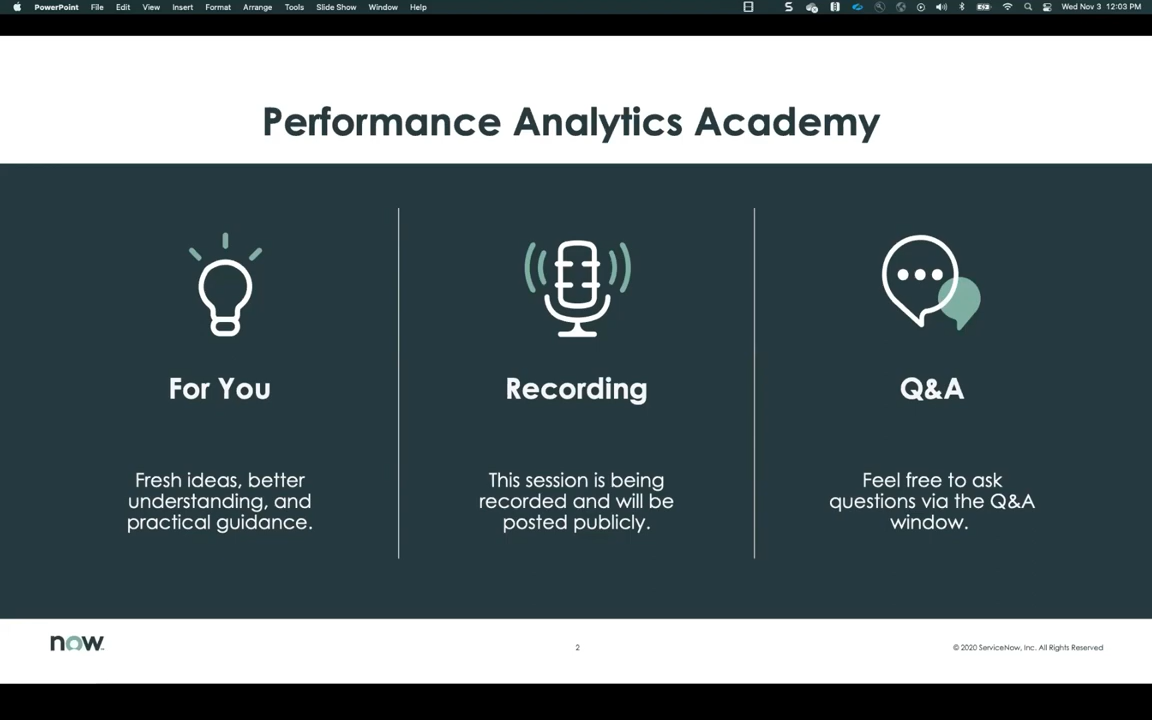 PowerPoint File Edit View Insert Format Arrange Tools Slide Show Window Help Wed Nov 3 12:03 PM
Performance Analytics Academy
For You
Fresh ideas, better
understanding, and
practical guidance.
Recording
This session is being
recorded and will be
posted publicly.
Q&A
Feel free to ask
questions via the Q&A
window.
now
2
© 2020 ServiceNow, Inc. All Rights Reserved